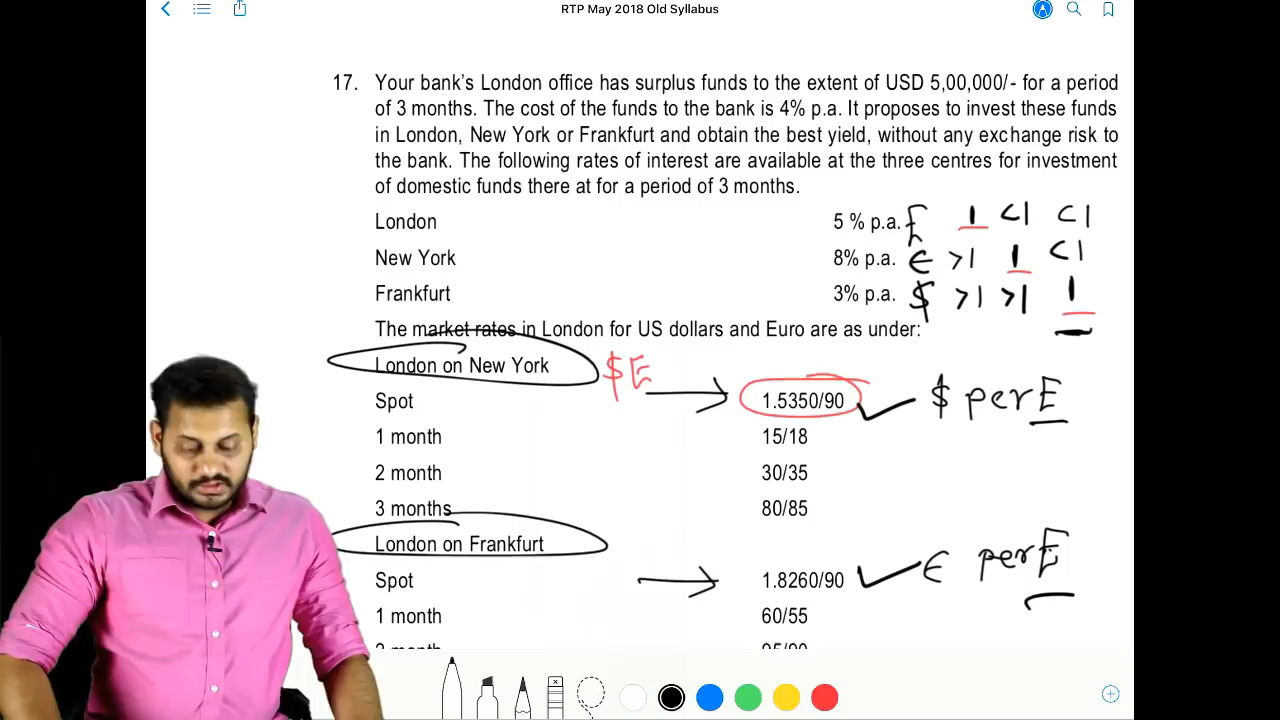 RTP May 2018 Old Syllabus
17. Your bank's London office has surplus funds to the extent of USD 5,00,000/- for a period
of 3 months. The cost of the funds to the bank is 4% p.a. It proposes to invest these funds
in London, New York or Frankfurt and obtain the best yield, without any exchange risk to
the bank. The following rates of interest are available at the three centres for investment
of domestic funds there at for a period of 3 months.
London 5 % p.a. £ 1 <1 <1
New York 8% p.a. € >1 1 <1
Frankfurt 3% p.a. $ >1 >1 1
The market rates in London for US dollars and Euro are as under:
London on New York $£
Spot 1.5350/90 $ per £
1 month 15/18
2 month 30/35
3 months 80/85
London on Frankfurt
Spot 1.8260/90 € per £
1 month 60/55